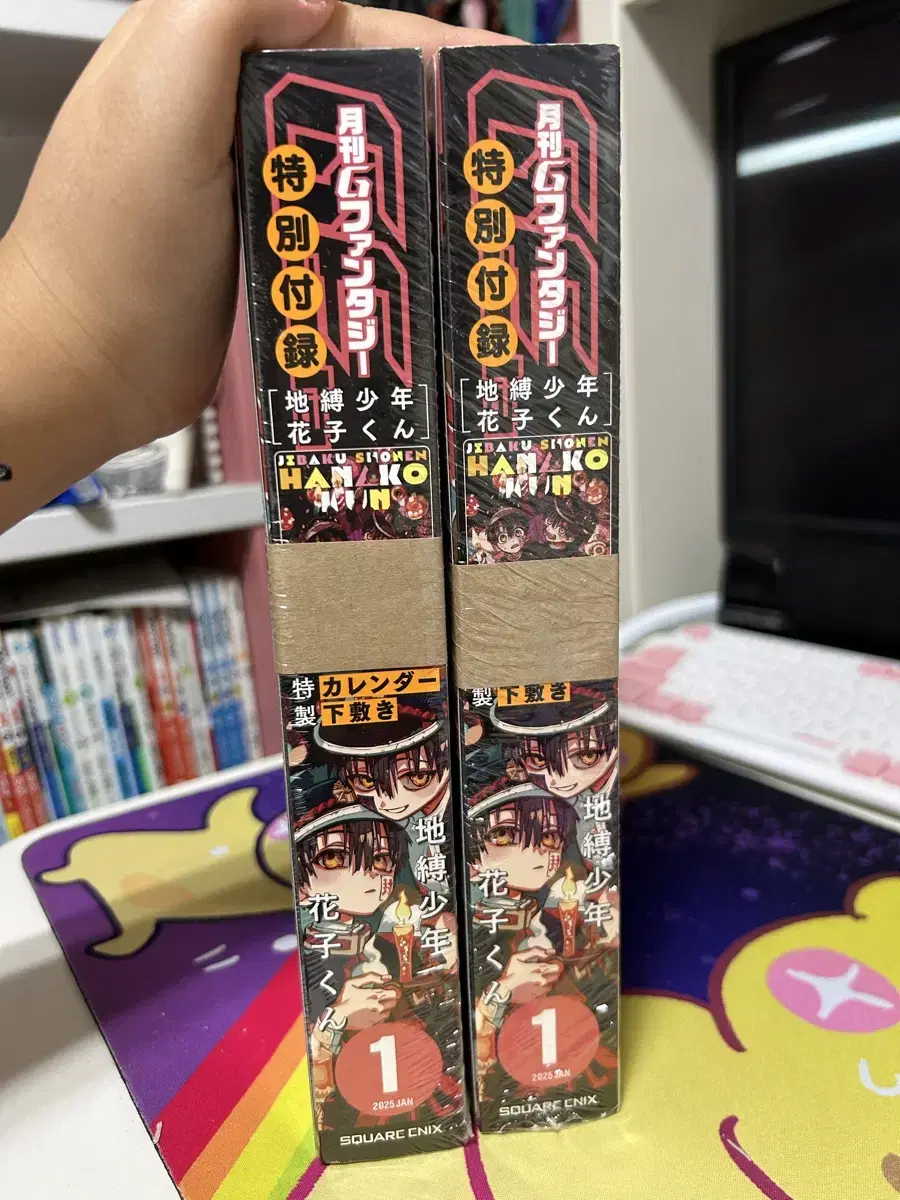 月刊Gファンタジー
特別付録
地縛少年
花子くん
JIBAKU SHONEN
HANAKO
KUN
特製
カレンダー
下敷き
地縛少年
花子くん
1
2025 JAN
SQUARE ENIX
月刊Gファンタジー
特別付録
地縛少年
花子くん
JIBAKU SHONEN
HANAKO
KUN
製
下敷き
地縛少年
花子くん
1
2025 JAN
SQUARE ENIX